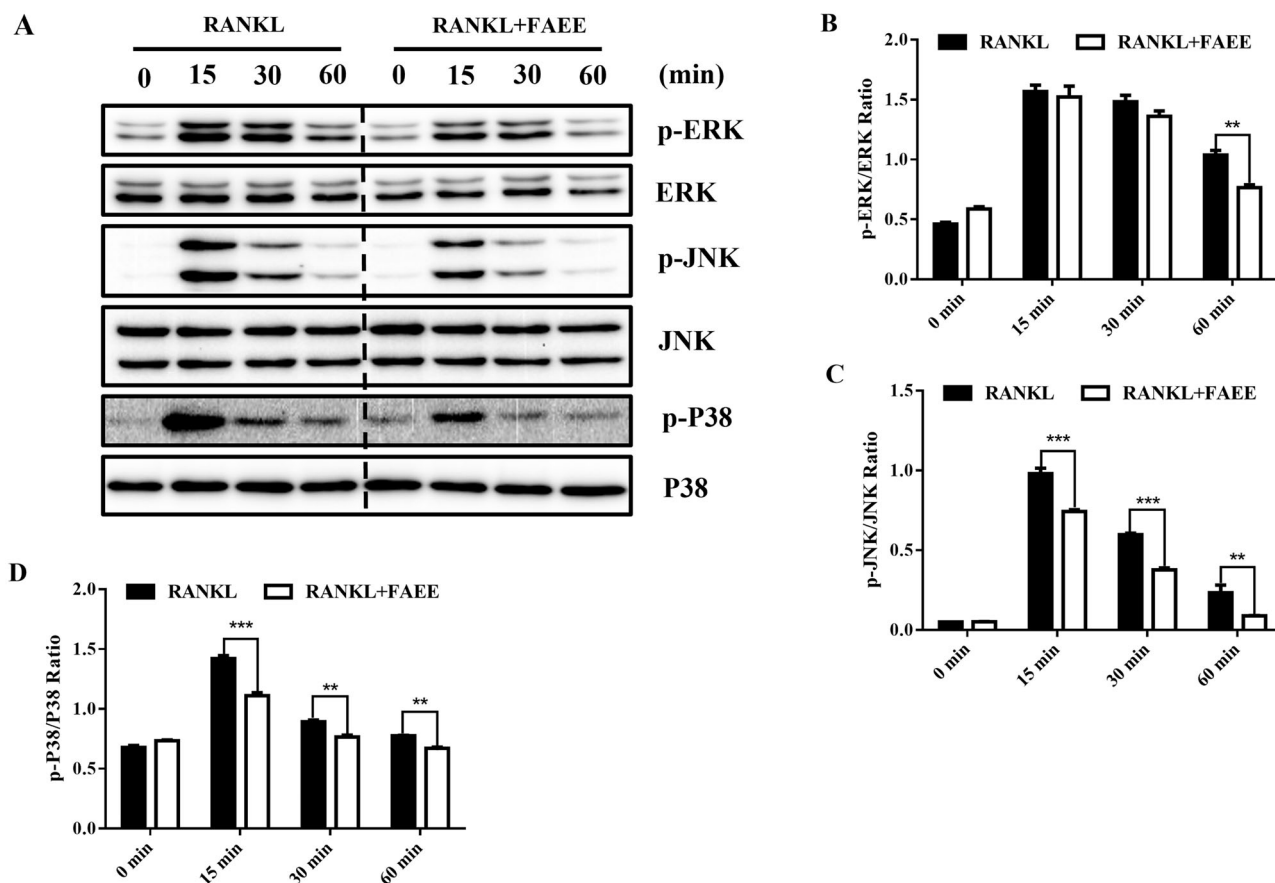 A
RANKL RANKL+FAEE
0 15 30 60 0 15 30 60 (min)
p-ERK
ERK
p-JNK
JNK
p-P38
P38
B
RANKL RANKL+FAEE
p-ERK/ERK Ratio
2.0
1.5
1.0
0.5
0.0
**
0 min 15 min 30 min 60 min
C
RANKL RANKL+FAEE
p-JNK/JNK Ratio
1.5
1.0
0.5
0.0
*** *** **
0 min 15 min 30 min 60 min
D
RANKL RANKL+FAEE
p-P38/P38 Ratio
2.0
1.5
1.0
0.5
0.0
*** ** **
0 min 15 min 30 min 60 min